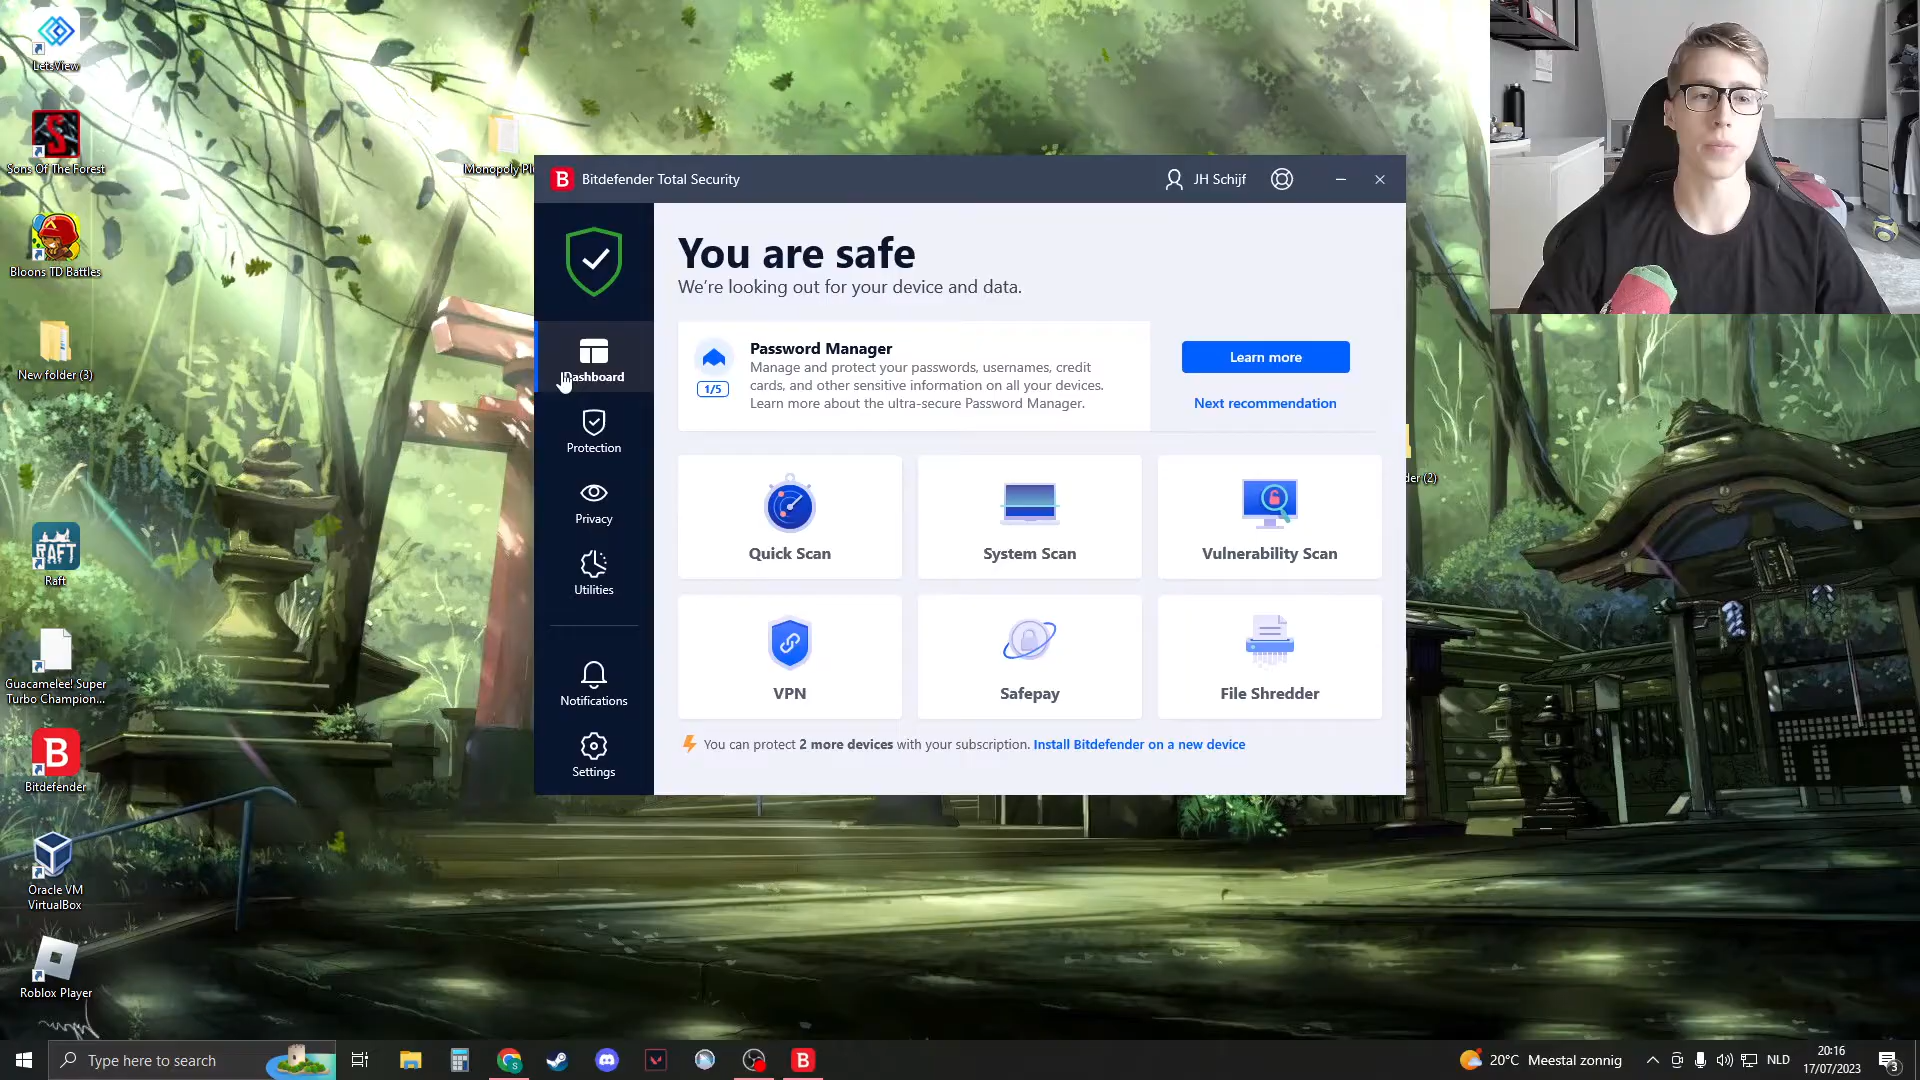 LetsView
Sons Of The Forest
Bloons TD Battles
New folder (3)
Raft
RAFT
Guacamelee! Super
Turbo Champion...
B
Bitdefender
Oracle VM
VirtualBox
Roblox Player
Monopoly Pl
B Bitdefender Total Security
JH Schijf
Dashboard
Protection
Privacy
Utilities
Notifications
Settings
You are safe
We're looking out for your device and data.
1/5
Password Manager
Manage and protect your passwords, usernames, credit
cards, and other sensitive information on all your devices.
Learn more about the ultra-secure Password Manager.
Learn more
Next recommendation
Quick Scan
System Scan
Vulnerability Scan
VPN
Safepay
File Shredder
You can protect 2 more devices with your subscription. Install Bitdefender on a new device
der (2)
Type here to search
B
20°C Meestal zonnig
NLD
20:16
17/07/2023
3